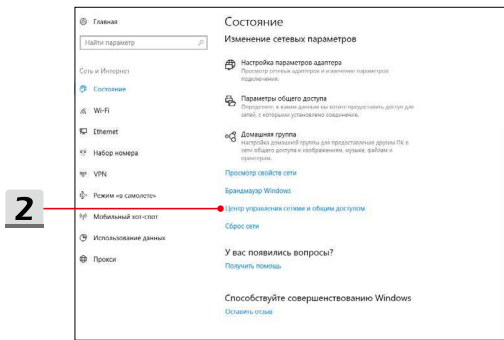 Главная
Найти параметр
Сеть и Интернет
Состояние
Wi-Fi
Ethernet
Набор номера
VPN
Режим «в самолете»
Мобильный хот-спот
Использование данных
Прокси
2
Состояние
Изменение сетевых параметров
Настройка параметров адаптера
Просмотр сетевых адаптеров и изменение параметров
подключения.
Параметры общего доступа
Определите, к каким данным вы хотите предоставить доступ для
сетей, с которыми установлено соединение.
Домашняя группа
Настройка домашней группы для предоставления другим ПК в
сети общего доступа к изображениям, музыке, файлам и
принтерам.
Просмотр свойств сети
Брандмауэр Windows
Центр управления сетями и общим доступом
Сброс сети
У вас появились вопросы?
Получить помощь
Способствуйте совершенствованию Windows
Оставить отзыв